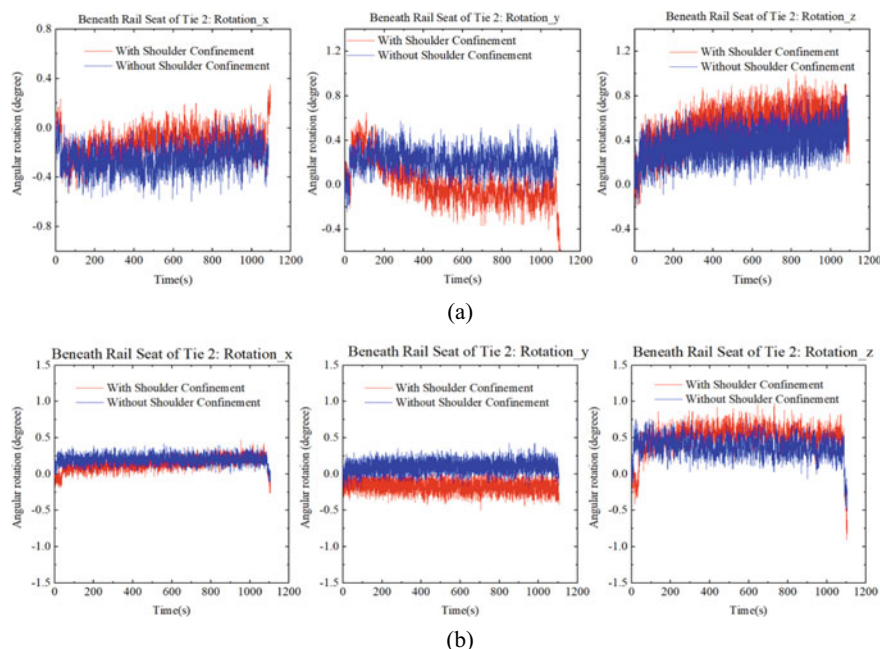 Beneath Rail Seat of Tie 2: Rotation_x
With Shoulder Confinement
Without Shoulder Confinement
Angular rotation (degree)
0.8
0.4
0.0
-0.4
-0.8
0 200 400 600 800 1000 1200
Time(s)
Beneath Rail Seat of Tie 2: Rotation_y
With Shoulder Confinement
Without Shoulder Confinement
Angular rotation (degree)
1.2
0.8
0.4
0.0
-0.4
0 200 400 600 800 1000 1200
Time(s)
Beneath Rail Seat of Tie 2: Rotation_z
With Shoulder Confinement
Without Shoulder Confinement
Angular rotation (degree)
1.2
0.8
0.4
0.0
-0.4
0 200 400 600 800 1000 1200
Time(s)
(a)
Beneath Rail Seat of Tie 2: Rotation_x
With Shoulder Confinement
Without Shoulder Confinement
Angular rotation (degreee)
1.5
1.0
0.5
0.0
-0.5
-1.0
-1.5
0 200 400 600 800 1000 1200
Time(s)
Beneath Rail Seat of Tie 2: Rotation_y
With Shoulder Confinement
Without Shoulder Confinement
Angular rotation (degree)
1.5
1.0
0.5
0.0
-0.5
-1.0
-1.5
0 200 400 600 800 1000 1200
Time(s)
Beneath Rail Seat of Tie 2: Rotation_z
With Shoulder Confinement
Without Shoulder Confinement
Angular rotation (degree)
1.5
1.0
0.5
0.0
-0.5
-1.0
-1.5
0 200 400 600 800 1000 1200
Time(s)
(b)